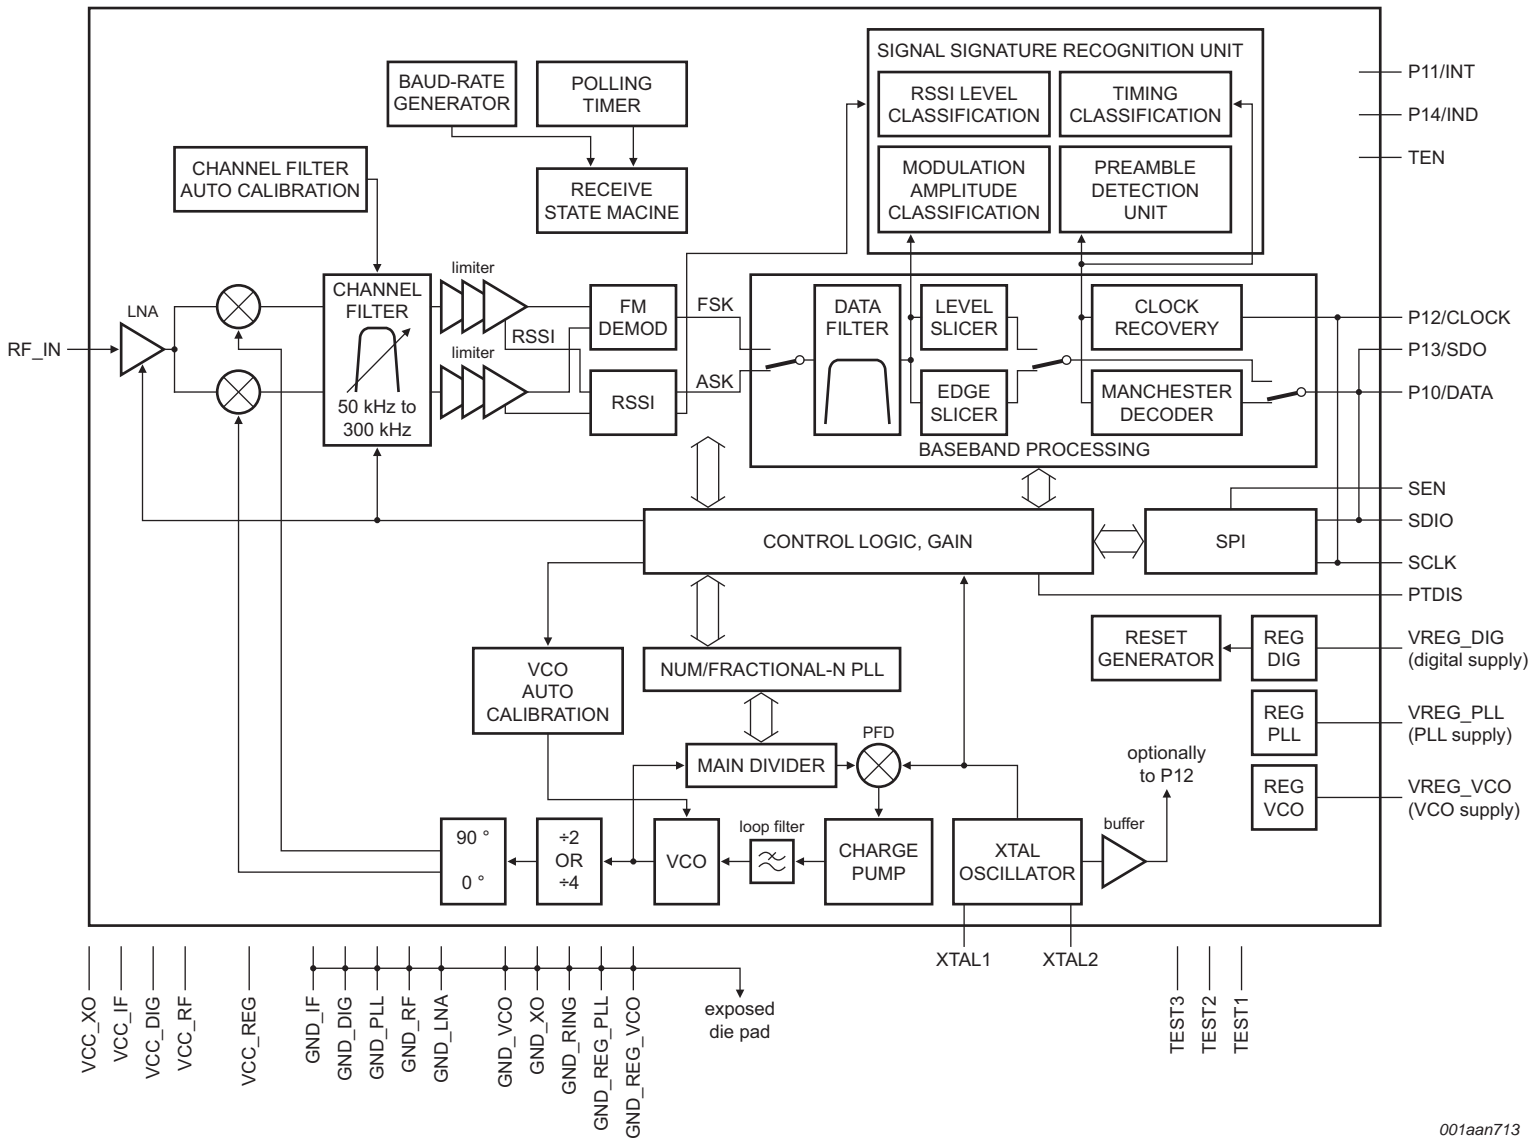 SIGNAL SIGNATURE RECOGNITION UNIT
BAUD-RATE
GENERATOR
POLLING
TIMER
RSSI LEVEL
CLASSIFICATION
TIMING
CLASSIFICATION
P11/INT
P14/IND
TEN
CHANNEL FILTER
AUTO CALIBRATION
RECEIVE
STATE MACINE
MODULATION
AMPLITUDE
CLASSIFICATION
PREAMBLE
DETECTION
UNIT
LNA
RF_IN
CHANNEL
FILTER
50 kHz to
300 kHz
limiter
RSSI
limiter
FM
DEMOD
RSSI
FSK
ASK
DATA
FILTER
LEVEL
SLICER
EDGE
SLICER
CLOCK
RECOVERY
MANCHESTER
DECODER
BASEBAND PROCESSING
P12/CLOCK
P13/SDO
P10/DATA
SEN
SDIO
SCLK
PTDIS
CONTROL LOGIC, GAIN
SPI
VCO
AUTO
CALIBRATION
NUM/FRACTIONAL-N PLL
RESET
GENERATOR
REG
DIG
VREG_DIG
(digital supply)
REG
PLL
VREG_PLL
(PLL supply)
REG
VCO
VREG_VCO
(VCO supply)
MAIN DIVIDER
PFD
optionally
to P12
90 °
0 °
÷2
OR
÷4
VCO
loop filter
CHARGE
PUMP
XTAL
OSCILLATOR
buffer
XTAL1
XTAL2
VCC_XO
VCC_IF
VCC_DIG
VCC_RF
VCC_REG
GND_IF
GND_DIG
GND_PLL
GND_RF
GND_LNA
GND_VCO
GND_XO
GND_RING
GND_REG_PLL
GND_REG_VCO
exposed
die pad
TEST3
TEST2
TEST1
001aan713